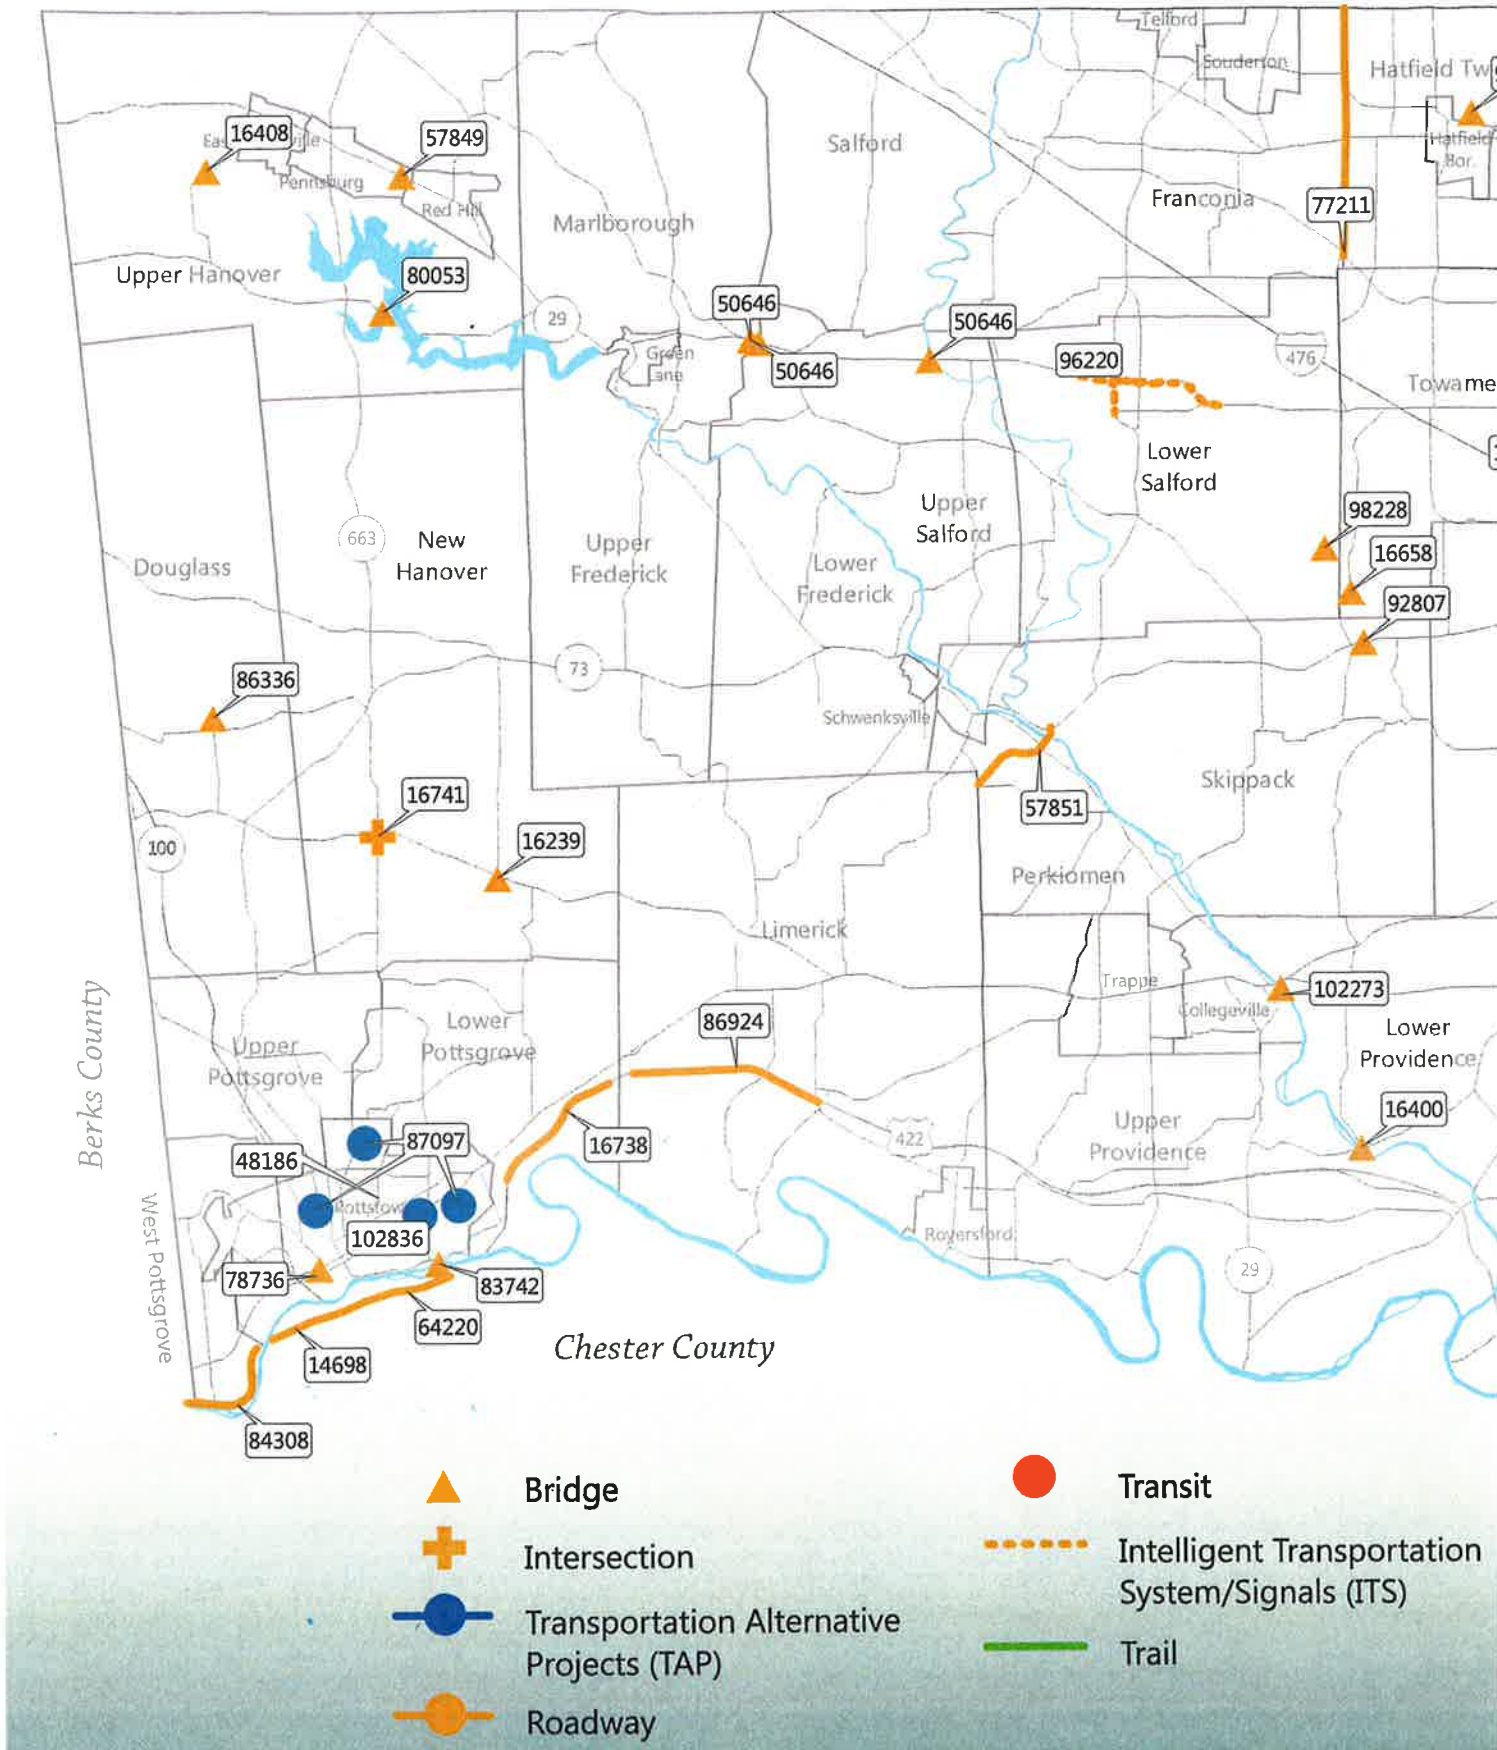 Telford
Souderton
Hatfield Tw
Hatfield
Bor.
16408
57849
Salford
Pennsburg
Red Hill
Franconia
77211
Marlborough
Upper Hanover
80053
29
50646
50646
50646
96220
476
Green
Lane
Towame
Lower
Salford
98228
16658
92807
663
New
Hanover
Douglass
Upper
Frederick
Lower
Frederick
Upper
Salford
73
86336
Schwenksville
57851
Skippack
16741
16239
100
Perkiomen
Limerick
Trappe
Collegeville
102273
Lower
Providence
86924
Berks County
Upper
Pottsgrove
Lower
Pottsgrove
16400
422
Upper
Providence
87097
48186
16738
Pottstow
102836
Royersford
West Pottsgrove
78736
83742
64220
29
14698
Chester County
84308
Bridge
Intersection
Transportation Alternative
Projects (TAP)
Roadway
Transit
Intelligent Transportation
System/Signals (ITS)
Trail